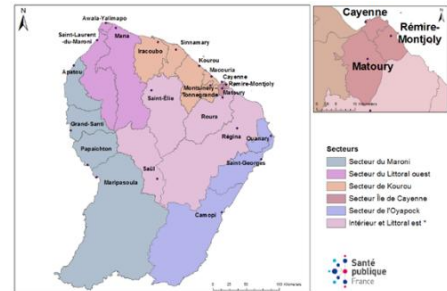 N
Awala-Yalimapo
Saint-Laurent
-du-Maroni
Mana
Iracoubo
Sinnamary
Kourou
Macouria
Cayenne
Remire-Montjoly
Matoury
Montsinéry-
Tonnegrande
Apatou
Saint-Élie
Grand-Santi
Roura
Papaichton
Régina
Ouanary
Saint-Georges
Saül
Maripasoula
Camopi
N
Cayenne
Rémire-
Montjoly
Matoury
Secteurs
Secteur du Maroni
Secteur du Littoral ouest
Secteur de Kourou
Secteur Île de Cayenne
Secteur de l'Oyapock
Intérieur et Littoral est *
Santé
publique
France